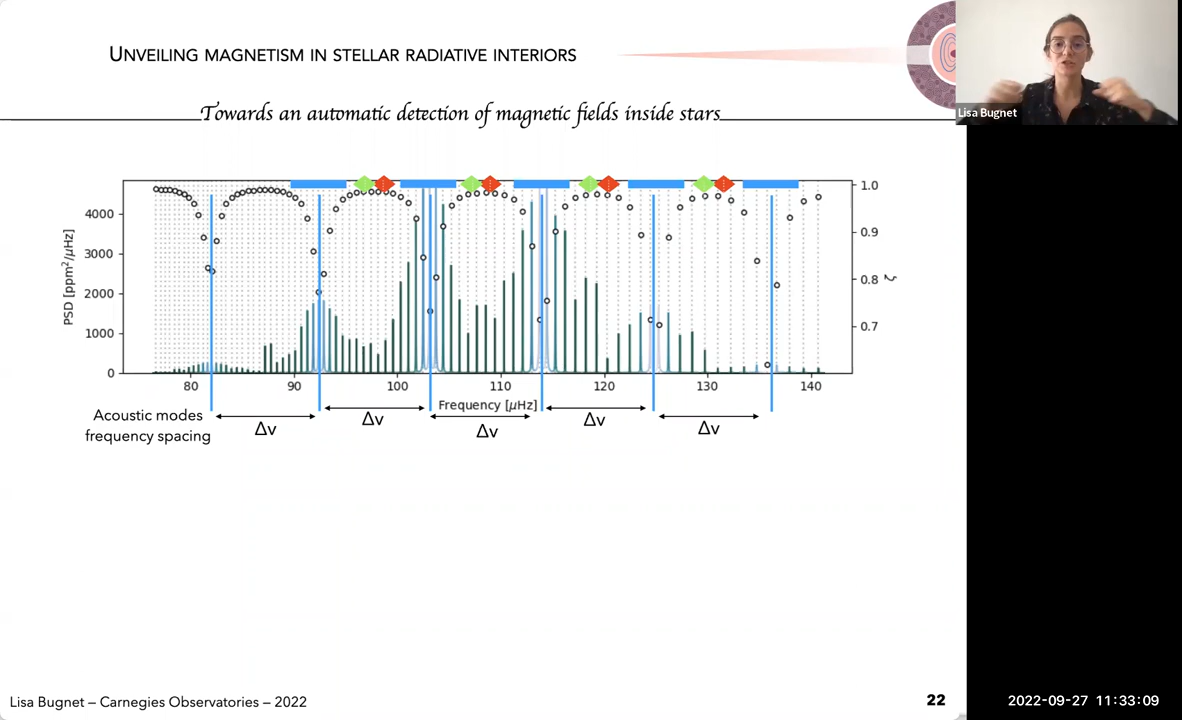 UNVEILING MAGNETISM IN STELLAR RADIATIVE INTERIORS
Towards an automatic detection of magnetic fields inside stars
Lisa Bugnet
PSD [ppm²/μHz]
4000
3000
2000
1000
0
1.0
0.9
0.8
0.7
ζ
80
90
100
110
120
130
140
Frequency [μHz]
Acoustic modes
frequency spacing
Δν
Δν
Δν
Δν
Δν
Lisa Bugnet – Carnegies Observatories – 2022
22
2022-09-27 11:33:09